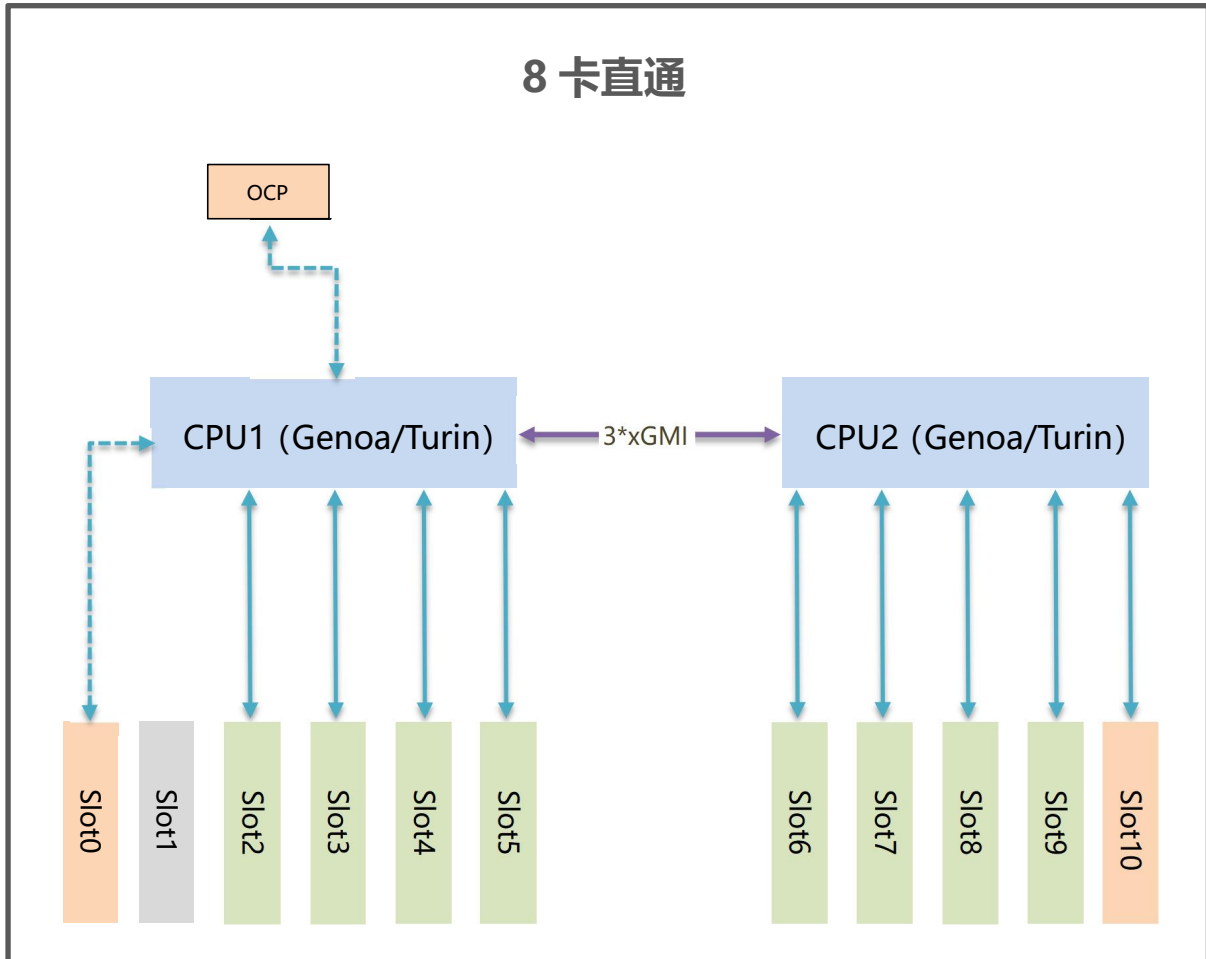 8 卡直通
OCP
CPU1 (Genoa/Turin)
3*xGMI
CPU2 (Genoa/Turin)
Slot0
Slot1
Slot2
Slot3
Slot4
Slot5
Slot6
Slot7
Slot8
Slot9
Slot10